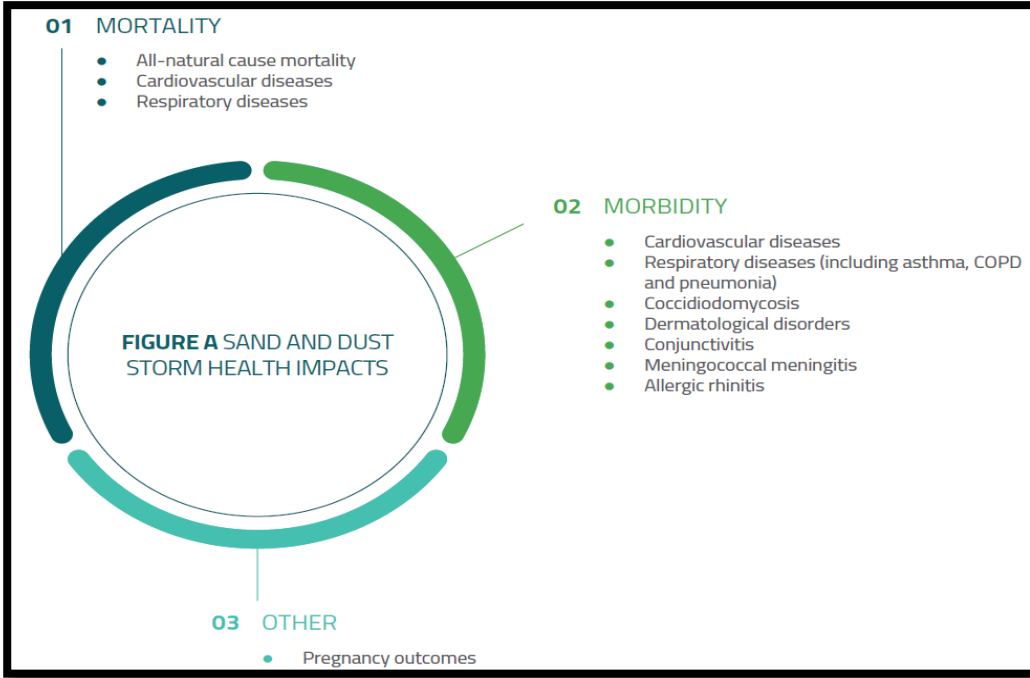 01 MORTALITY
All-natural cause mortality
Cardiovascular diseases
Respiratory diseases
02 MORBIDITY
Cardiovascular diseases
Respiratory diseases (including asthma, COPD
and pneumonia)
Coccidiodomycosis
Dermatological disorders
Conjunctivitis
Meningococcal meningitis
Allergic rhinitis
FIGURE A SAND AND DUST
STORM HEALTH IMPACTS
03 OTHER
Pregnancy outcomes